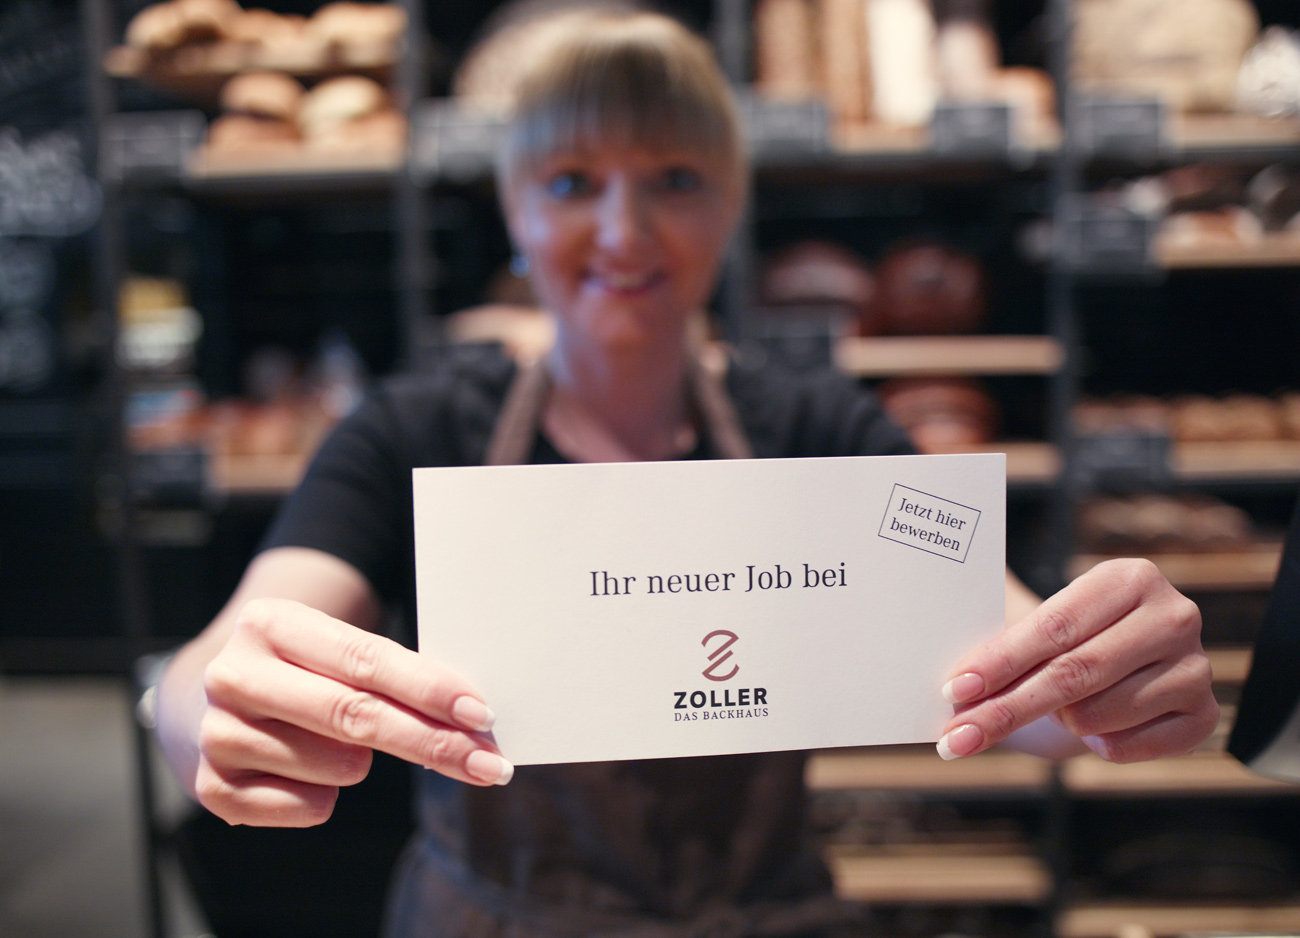 Jetzt hier
bewerben
Ihr neuer Job bei
ZOLLER
DAS BACKHAUS